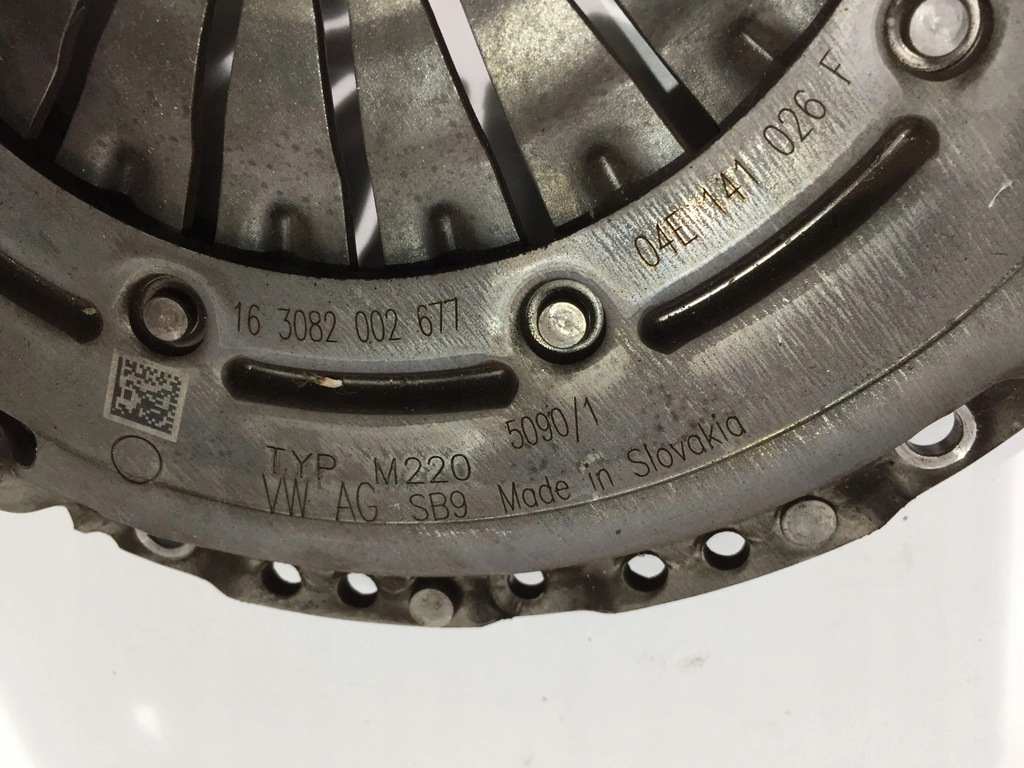 04E 141 026 F
16 3082 002 677
5090/1
TYP M220
VW AG SB9 Made in Slovakia